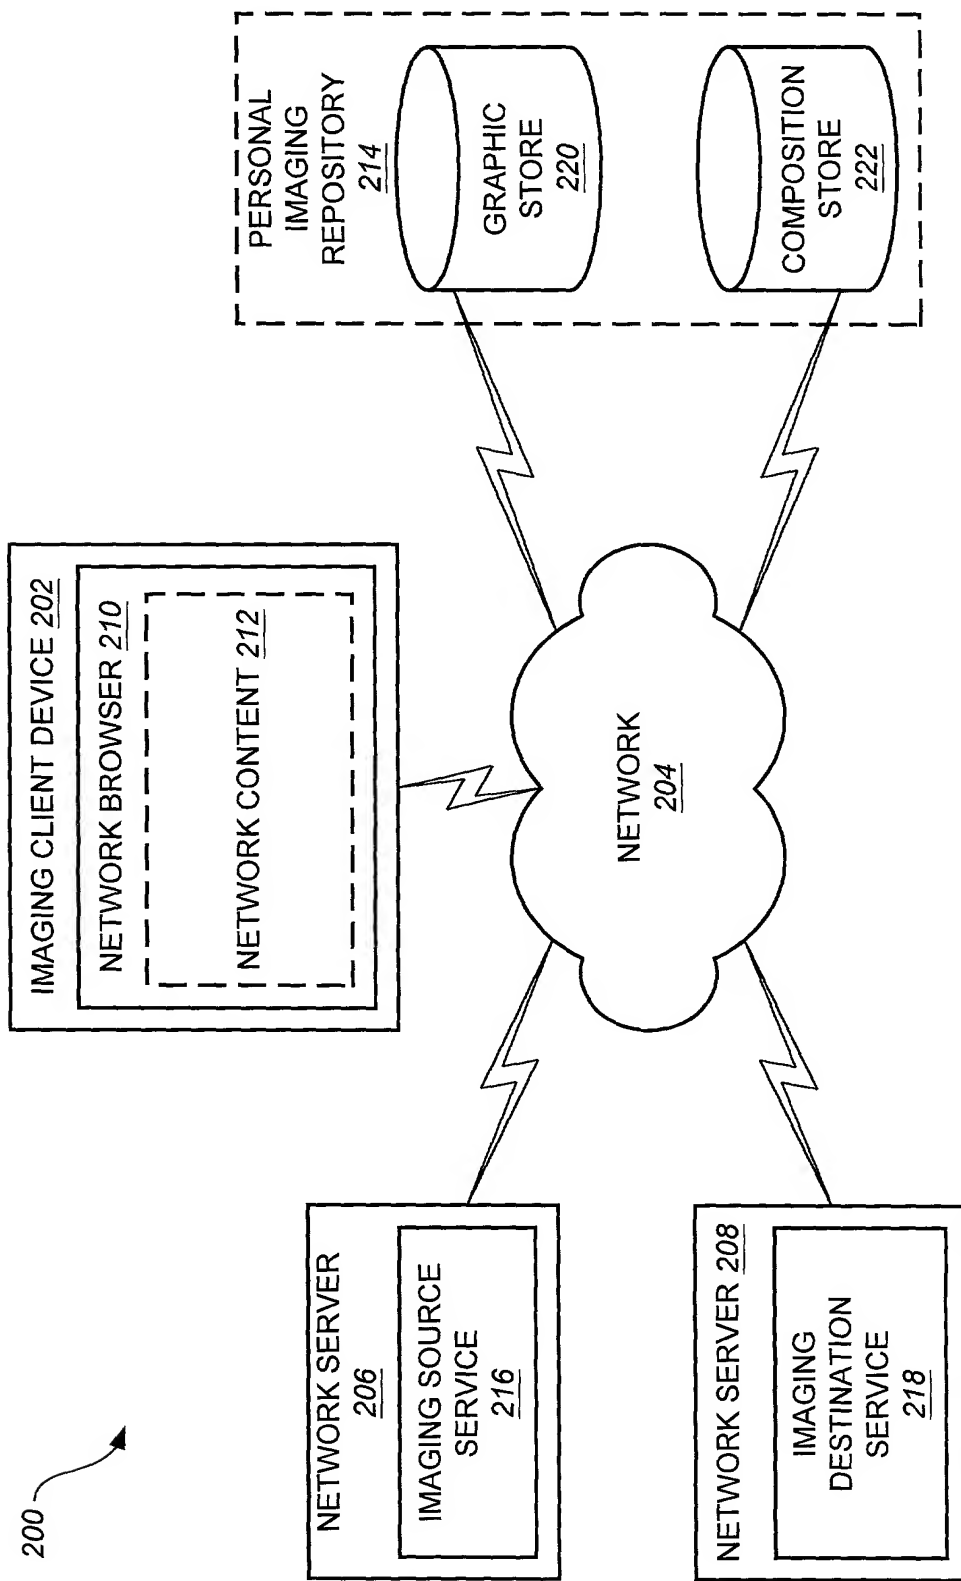 200
IMAGING CLIENT DEVICE 202
NETWORK BROWSER 210
NETWORK CONTENT 212
PERSONAL
IMAGING
REPOSITORY
214
GRAPHIC
STORE
220
COMPOSITION
STORE
222
NETWORK
204
NETWORK SERVER
206
IMAGING SOURCE
SERVICE
216
NETWORK SERVER 208
IMAGING
DESTINATION
SERVICE
218